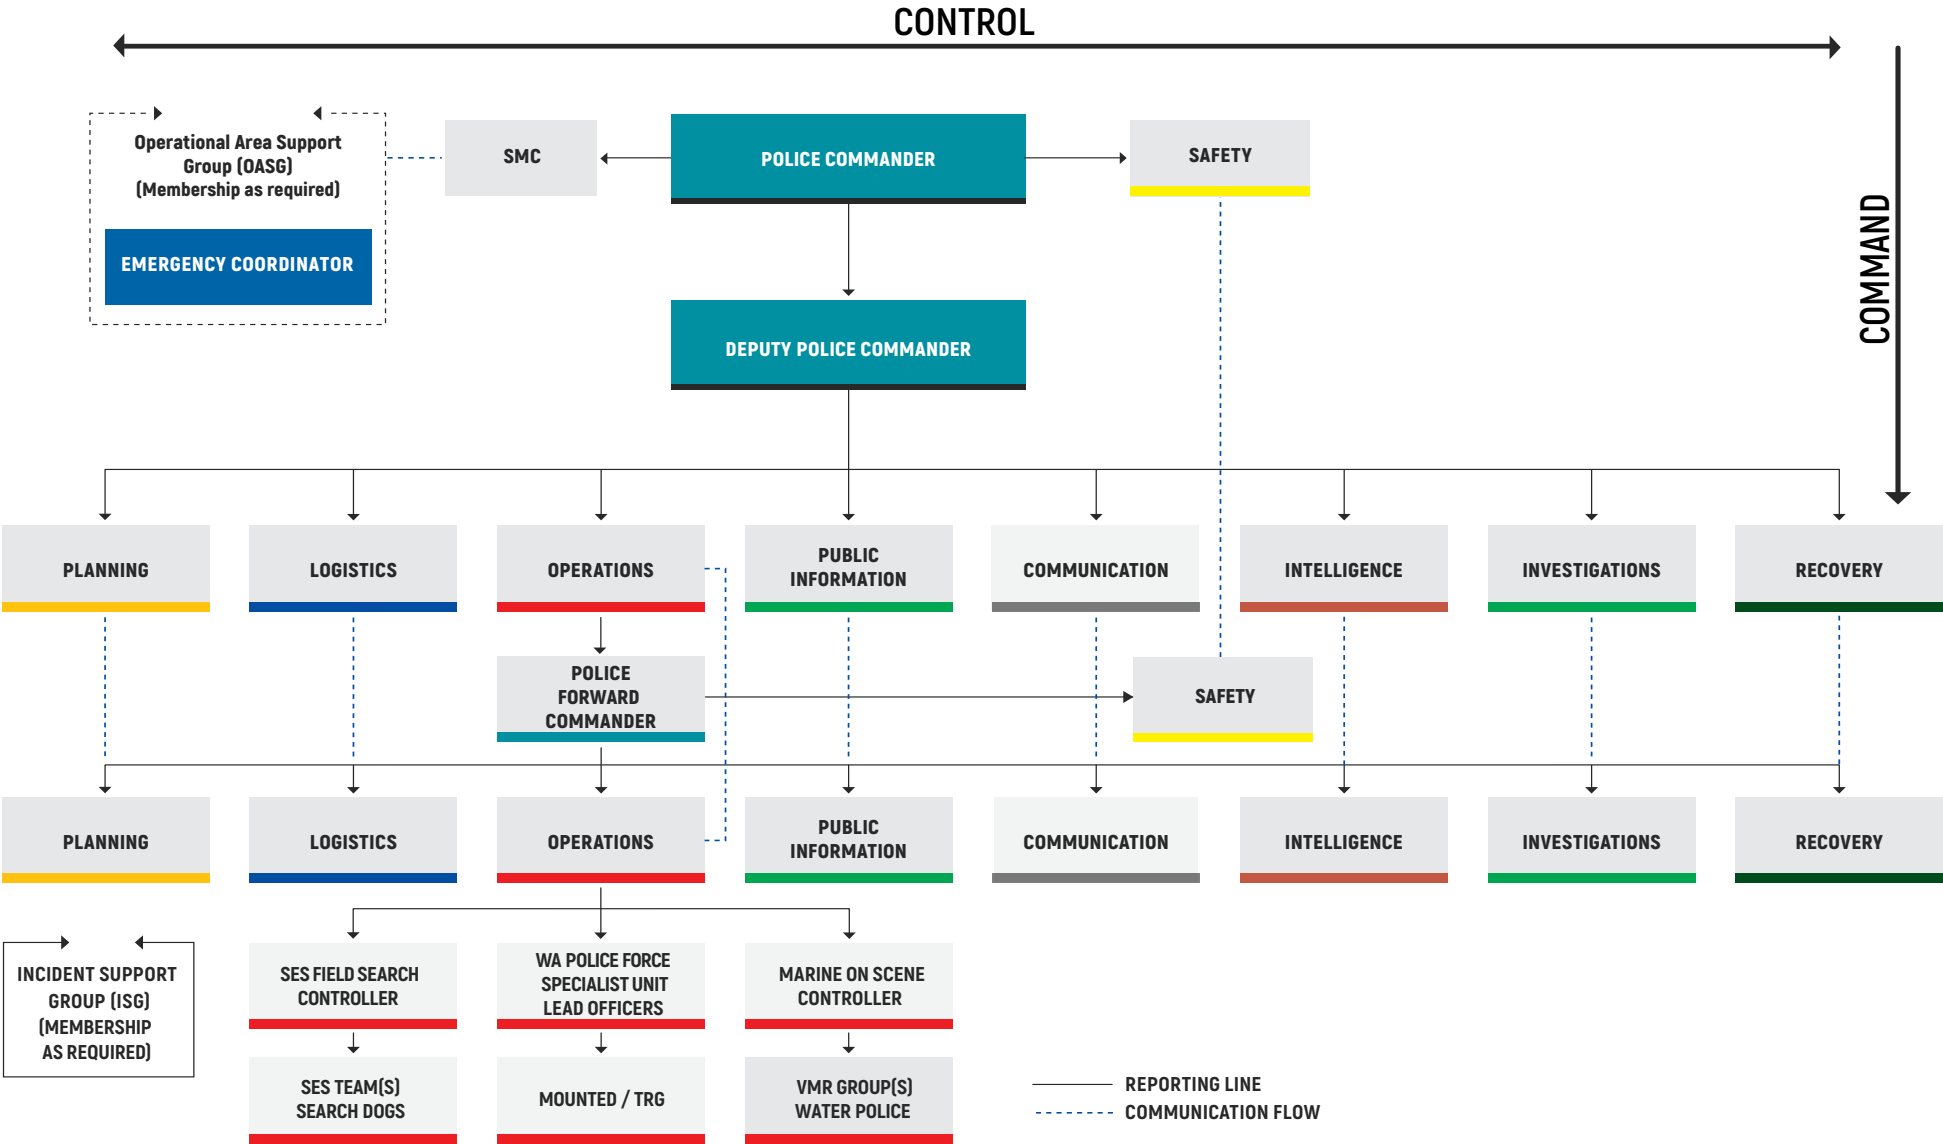 CONTROL
COMMAND
Operational Area Support
Group (OASG)
(Membership as required)
EMERGENCY COORDINATOR
SMC
POLICE COMMANDER
SAFETY
DEPUTY POLICE COMMANDER
PLANNING
LOGISTICS
OPERATIONS
PUBLIC
INFORMATION
COMMUNICATION
INTELLIGENCE
INVESTIGATIONS
RECOVERY
POLICE
FORWARD
COMMANDER
SAFETY
PLANNING
LOGISTICS
OPERATIONS
PUBLIC
INFORMATION
COMMUNICATION
INTELLIGENCE
INVESTIGATIONS
RECOVERY
INCIDENT SUPPORT
GROUP (ISG)
(MEMBERSHIP
AS REQUIRED)
SES FIELD SEARCH
CONTROLLER
WA POLICE FORCE
SPECIALIST UNIT
LEAD OFFICERS
MARINE ON SCENE
CONTROLLER
SES TEAM(S)
SEARCH DOGS
MOUNTED / TRG
VMR GROUP(S)
WATER POLICE
REPORTING LINE
COMMUNICATION FLOW